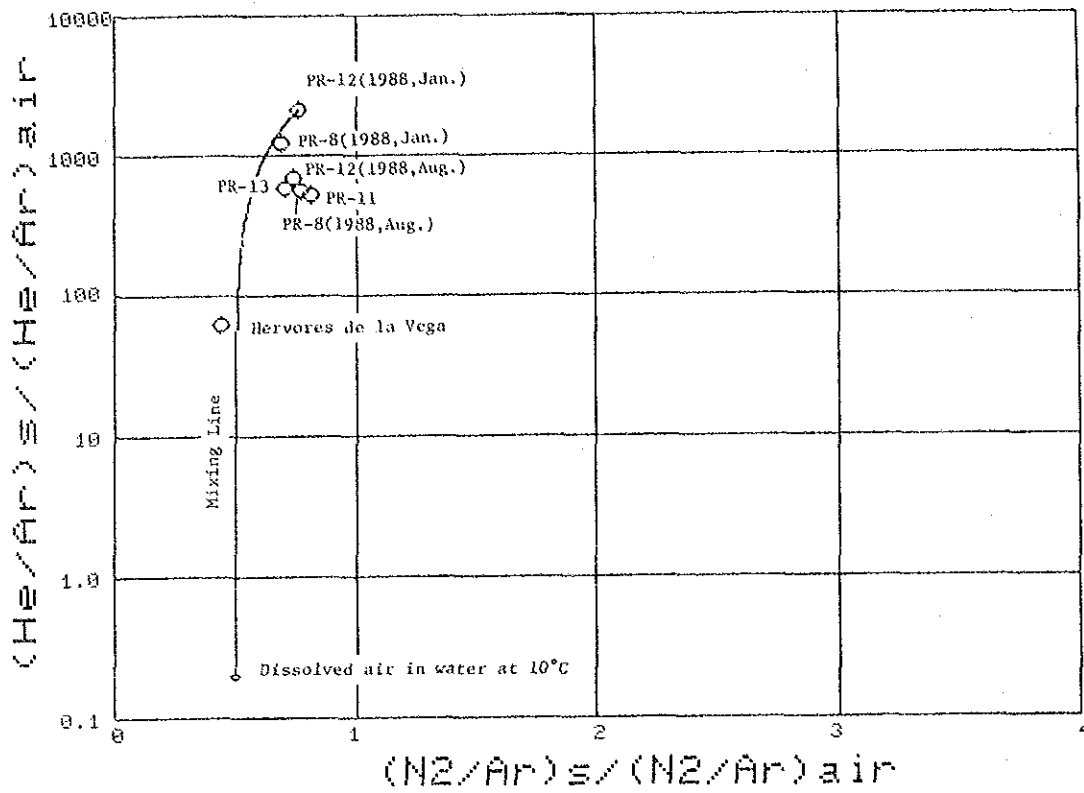 10000
PR-12(1988,Jan.)
PR-8(1988,Jan.)
1000
PR-12(1988,Aug.)
PR-13
PR-11
PR-8(1988,Aug.)
100
Hervores de la Vega
10
Mixing Line
1.0
Dissolved air in water at 10°C
0.1
0
1
2
3
4
(He/Ar)s/(He/Ar)air
(N2/Ar)s/(N2/Ar)air